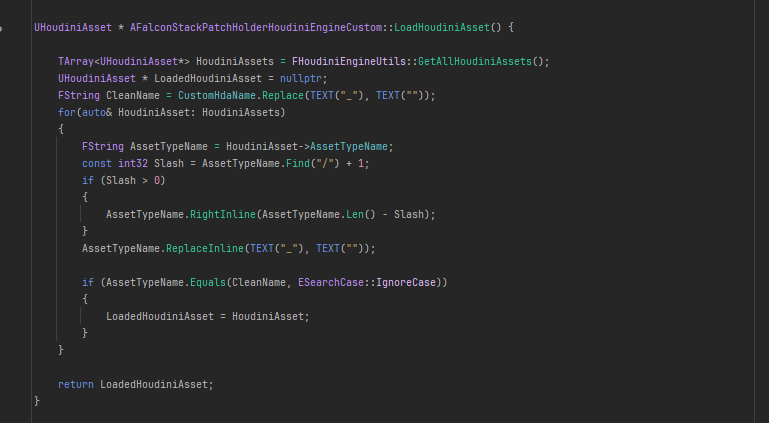 UHoudiniAsset * AFalconStackPatchHolderHoudiniEngineCustom::LoadHoudiniAsset() {
TArray<UHoudiniAsset*> HoudiniAssets = FHoudiniEngineUtils::GetAllHoudiniAssets();
UHoudiniAsset * LoadedHoudiniAsset = nullptr;
FString CleanName = CustomHdaName.Replace(TEXT("_"), TEXT(""));
for(auto& HoudiniAsset: HoudiniAssets)
{
FString AssetTypeName = HoudiniAsset->AssetTypeName;
const int32 Slash = AssetTypeName.Find("/") + 1;
if (Slash > 0)
{
AssetTypeName.RightInline(AssetTypeName.Len() - Slash);
}
AssetTypeName.ReplaceInline(TEXT("_"), TEXT(""));
if (AssetTypeName.Equals(CleanName, ESearchCase::IgnoreCase))
{
LoadedHoudiniAsset = HoudiniAsset;
}
}
return LoadedHoudiniAsset;
}